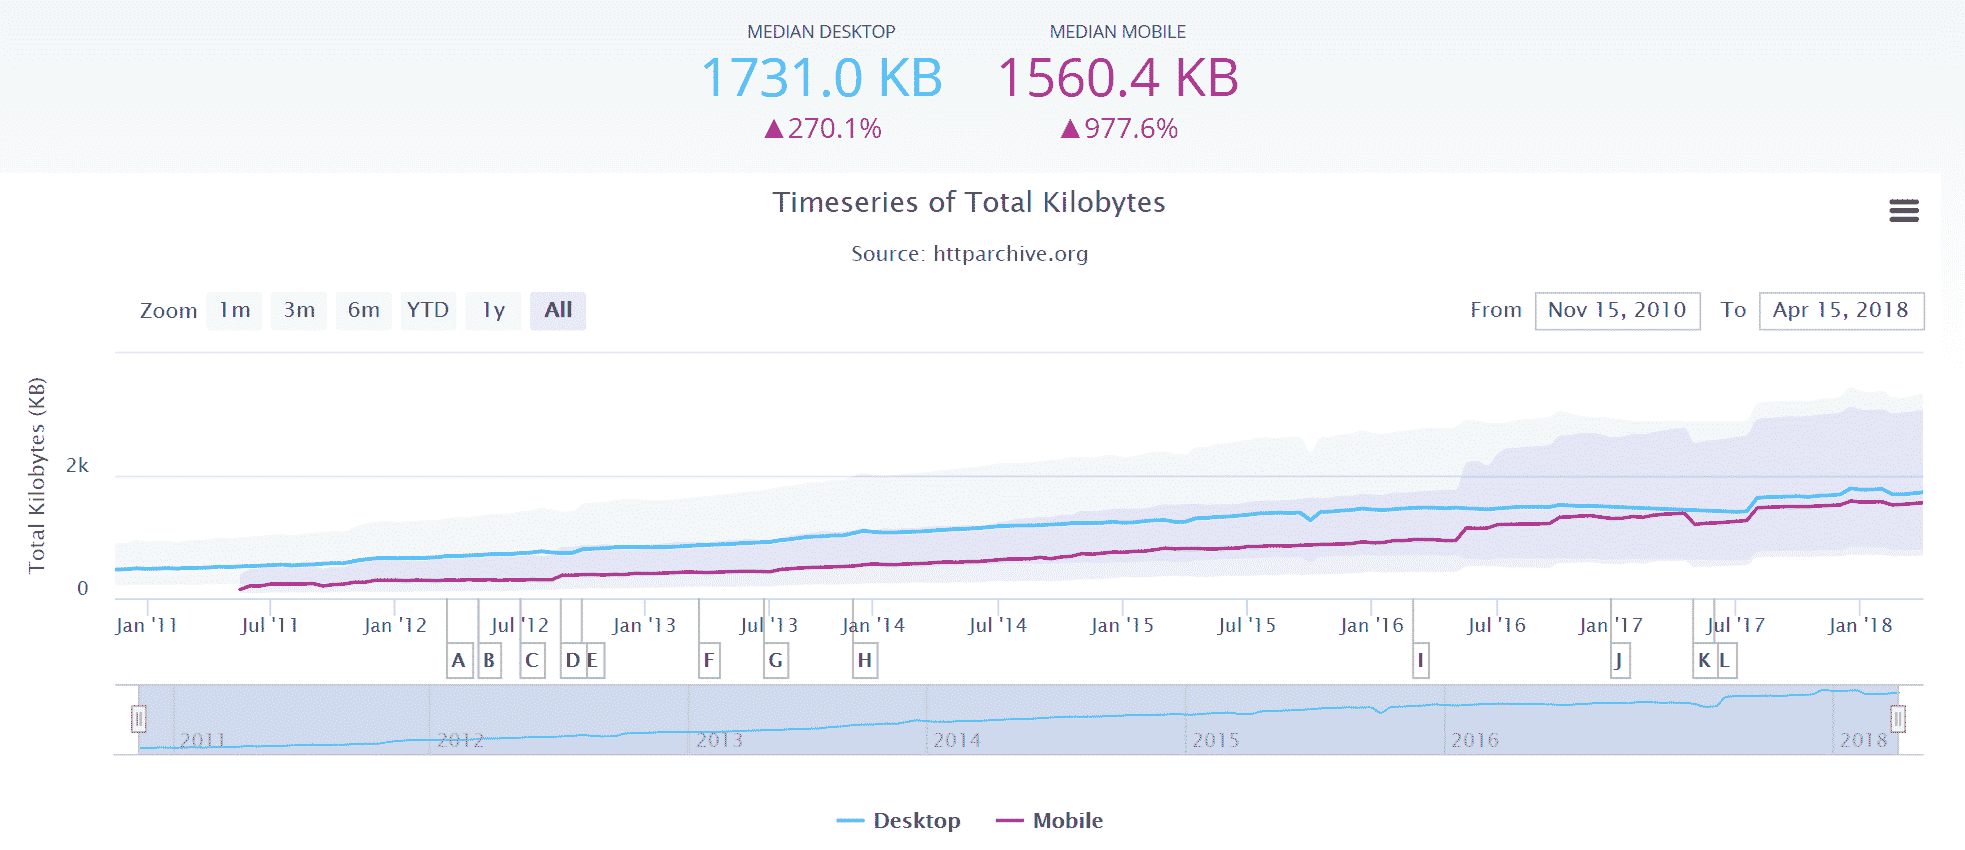 MEDIAN DESKTOP MEDIAN MOBILE
1731.0 KB 1560.4 KB
▲270.1% ▲977.6%
Timeseries of Total Kilobytes
Source: httparchive.org
Zoom 1m 3m 6m YTD 1y All From Nov 15, 2010 To Apr 15, 2018
Total Kilobytes (KB)
2k
0
Jan '11 Jul '11 Jan '12 Jul '12 Jan '13 Jul '13 Jan '14 Jul '14 Jan '15 Jul '15 Jan '16 Jul '16 Jan '17 Jul '17 Jan '18
A B C D E F G H I J K L
2011 2012 2013 2014 2015 2016 2018
Desktop Mobile